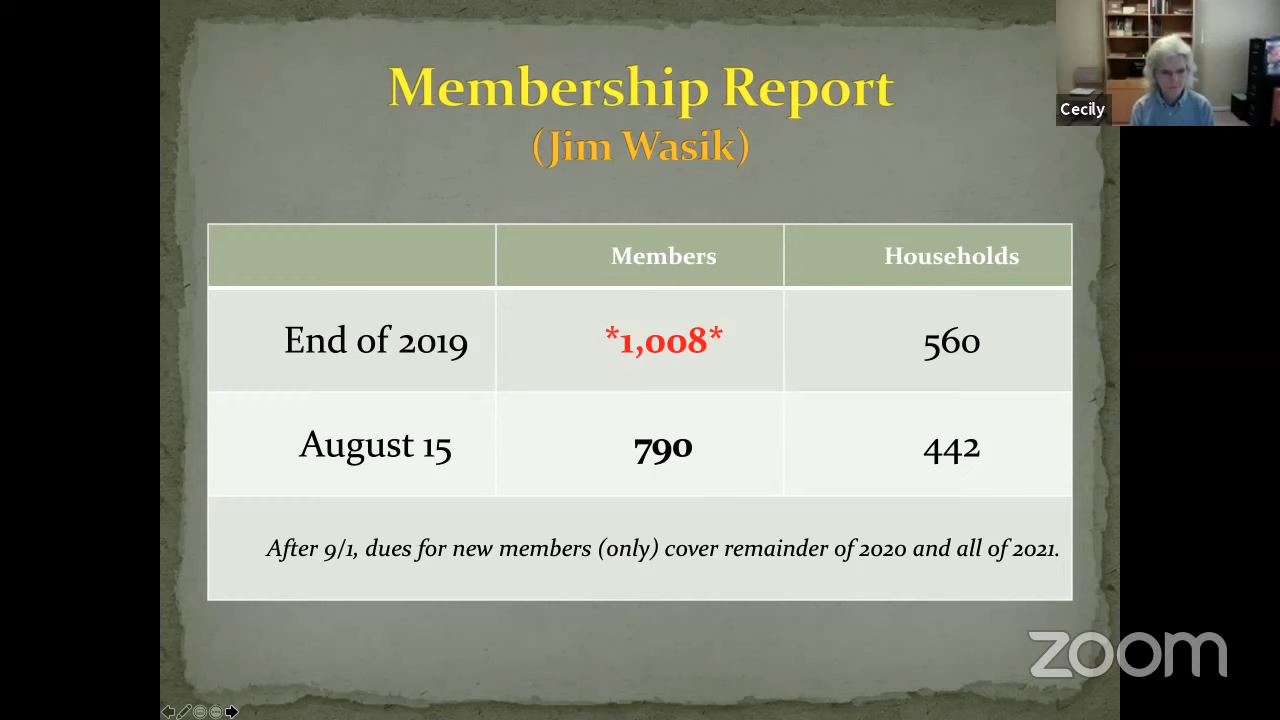 Membership Report
(Jim Wasik)
Cecily
Members Households
End of 2019 *1,008* 560
August 15 790 442
After 9/1, dues for new members (only) cover remainder of 2020 and all of 2021.
zoom